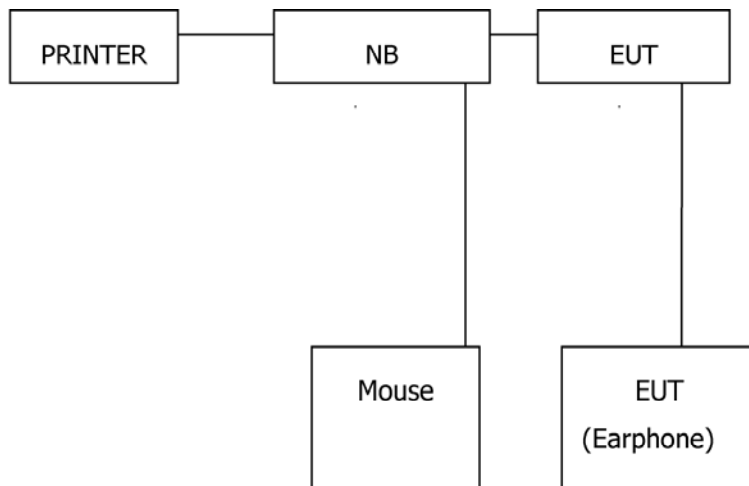 PRINTER
NB
EUT
Mouse
EUT
(Earphone)